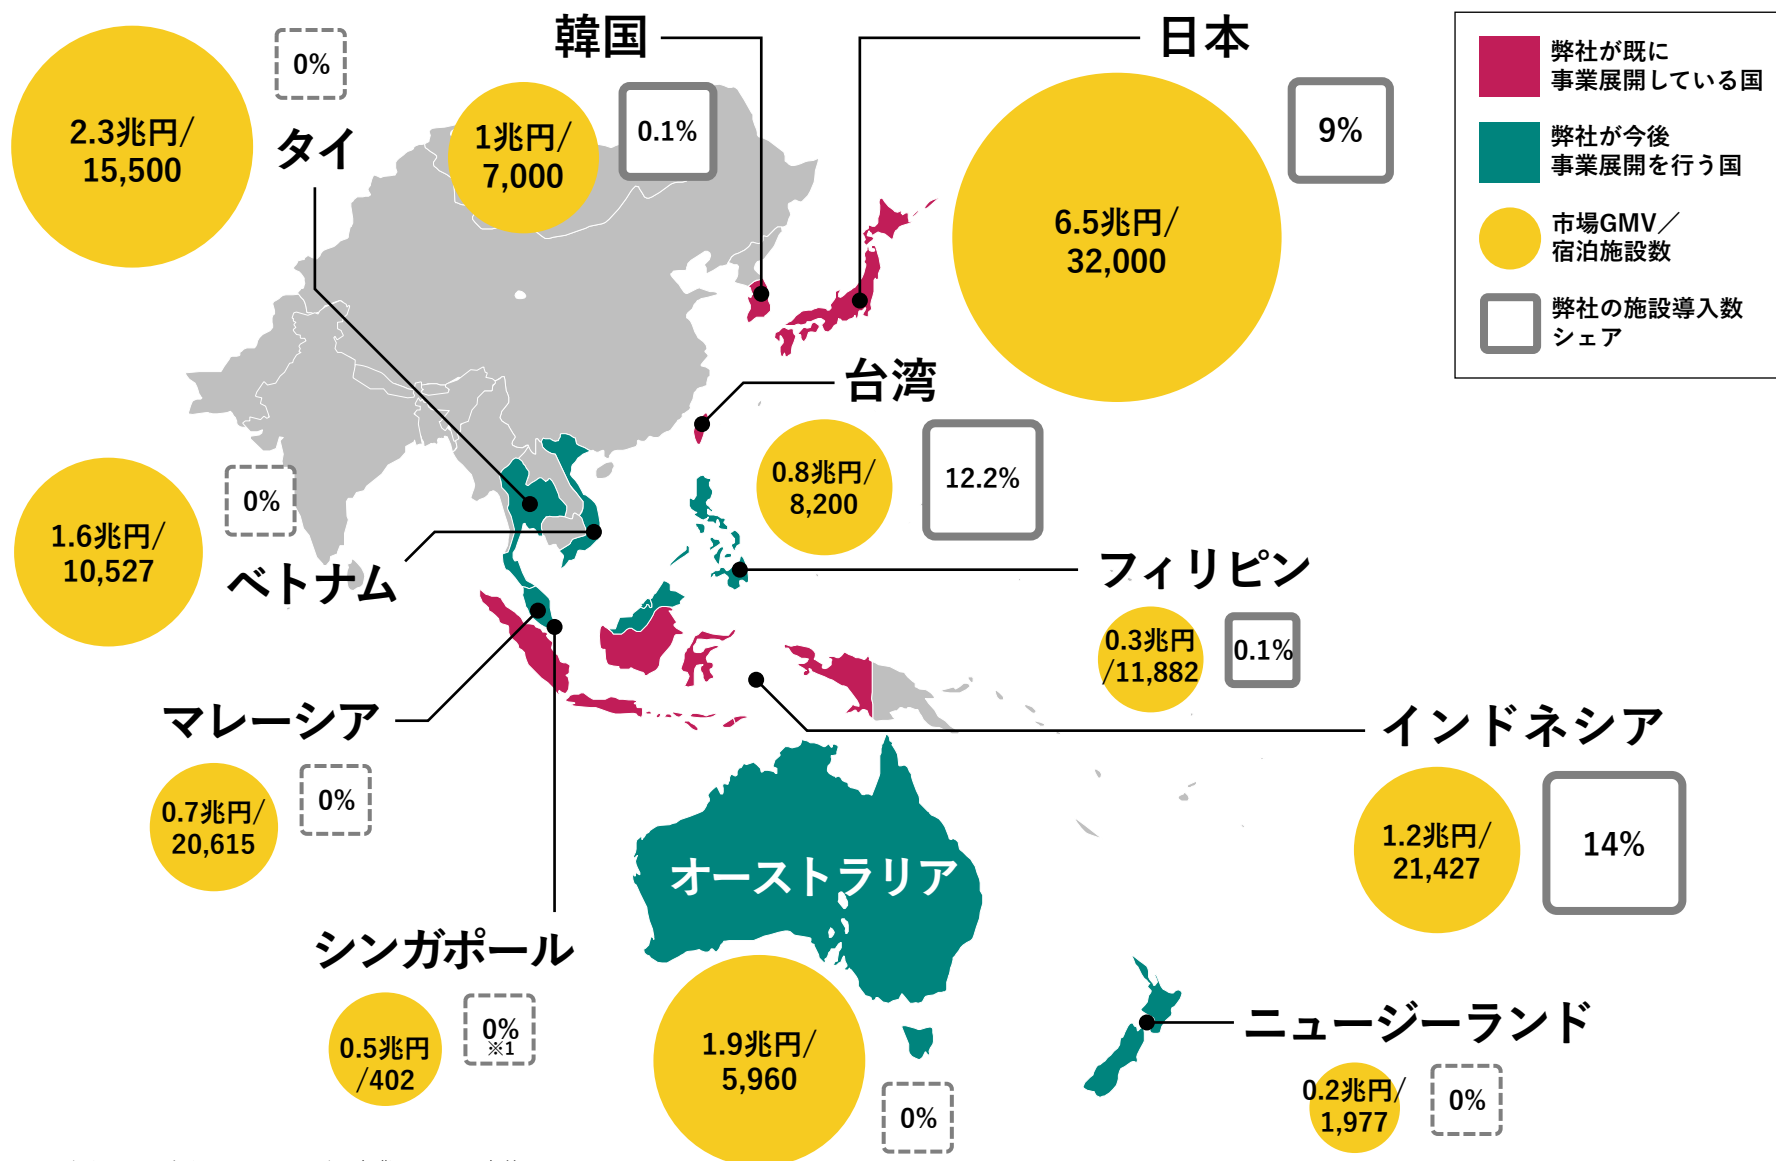 0%
韓国
日本
弊社が既に
事業展開している国
2.3兆円/
15,500
タイ
1兆円/
7,000
0.1%
9%
弊社が今後
事業展開を行う国
6.5兆円/
32,000
市場GMV／
宿泊施設数
弊社の施設導入数
シェア
台湾
0.8兆円/
8,200
12.2%
0%
1.6兆円/
10,527
ベトナム
フィリピン
0.3兆円
/11,882
0.1%
マレーシア
インドネシア
0.7兆円/
20,615
0%
1.2兆円/
21,427
14%
オーストラリア
シンガポール
0.5兆円
/402
0%
※1
1.9兆円/
5,960
0%
ニュージーランド
0.2兆円/
1,977
0%